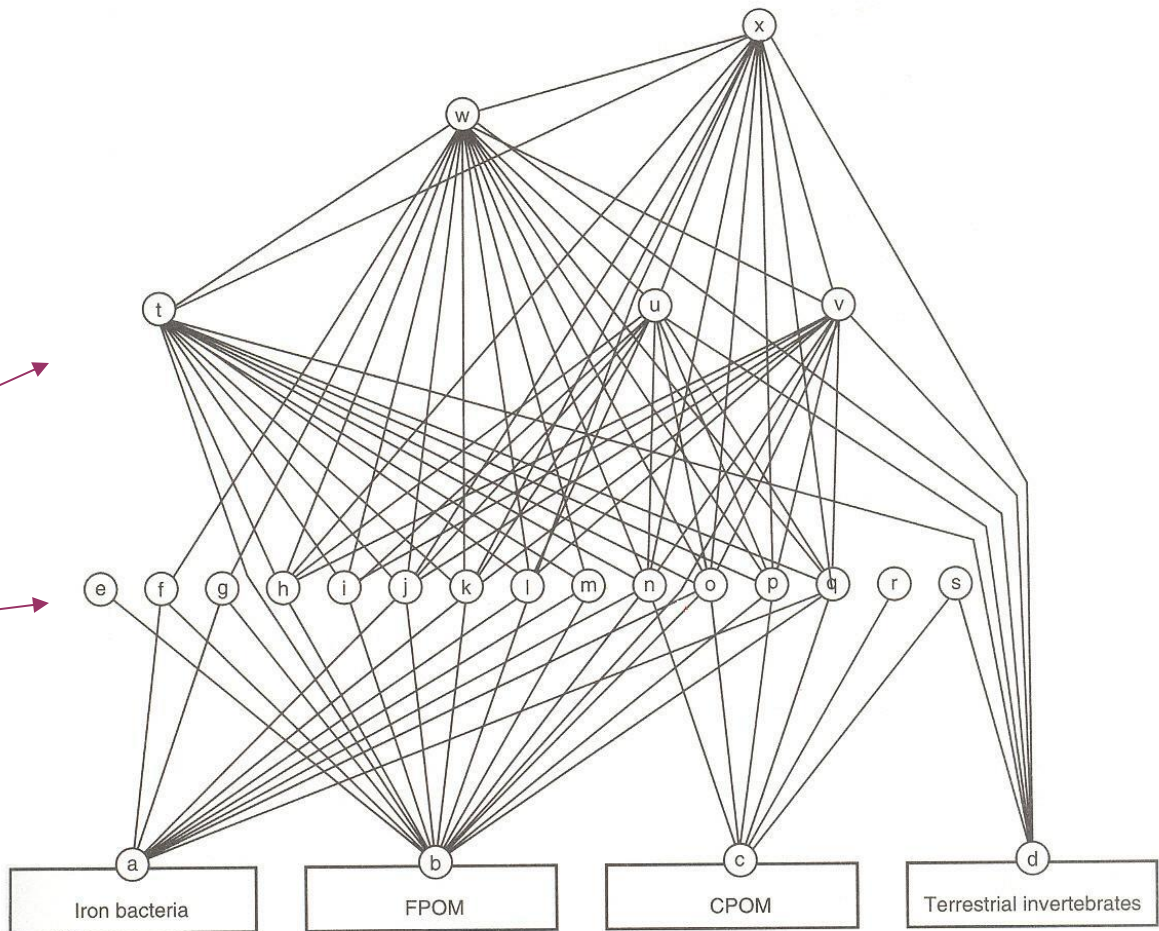 x
w
t u v
e f g h i j k l m n o p q r s
a b c d
Iron bacteria FPOM CPOM Terrestrial invertebrates